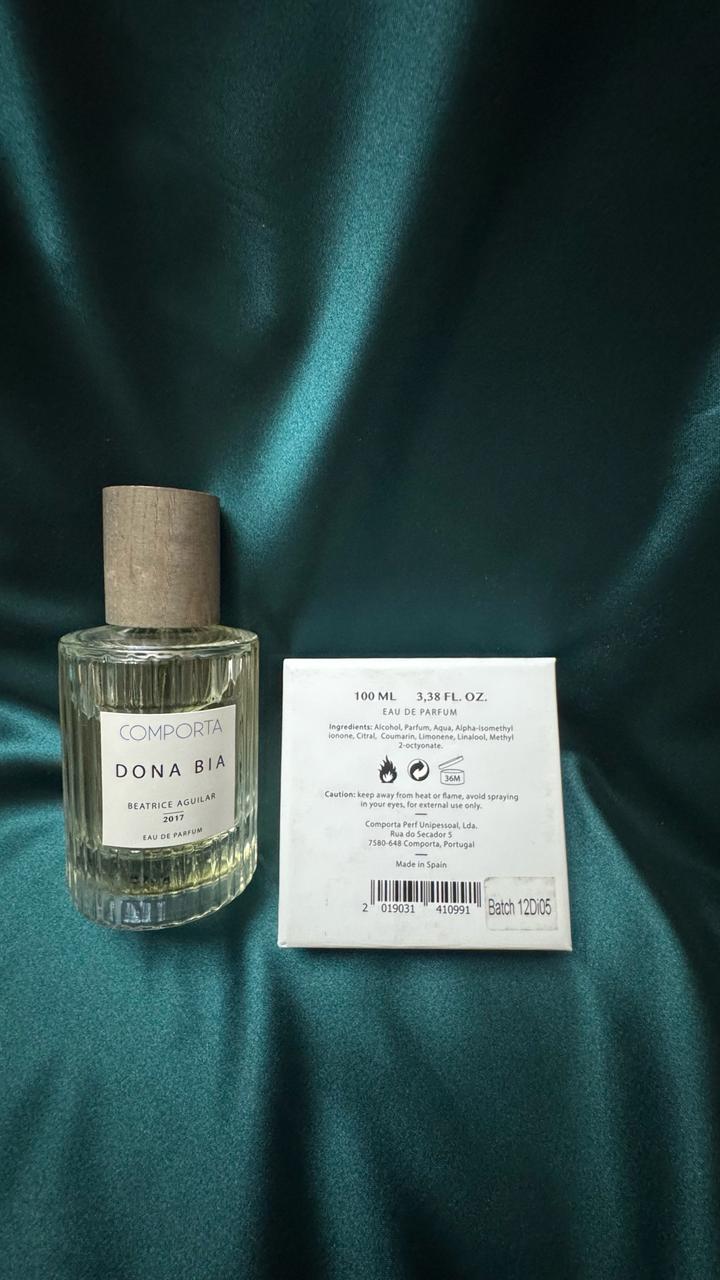 COMPORTA
DONA BIA
BEATRICE AGUILAR
2017
EAU DE PARFUM
100 ML 3,38 FL. OZ.
EAU DE PARFUM
Ingredients: Alcohol, Parfum, Aqua, Alpha-isomethyl
ionone, Citral, Coumarin, Limonene, Linalool, Methyl
2-octyonate.
36M
Caution: keep away from heat or flame, avoid spraying
in your eyes, for external use only.
Comporta Perf Unipessoal, Lda.
Rua do Secador 5
7580-648 Comporta, Portugal
Made in Spain
2 019031 410991
Batch 12Di05